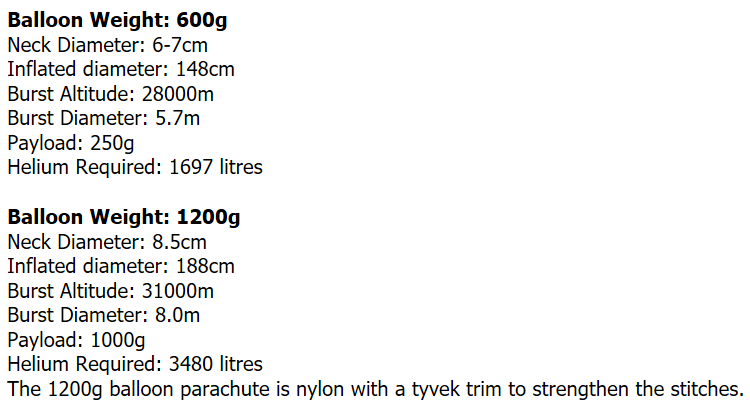 Balloon Weight: 600g
Neck Diameter: 6-7cm
Inflated diameter: 148cm
Burst Altitude: 28000m
Burst Diameter: 5.7m
Payload: 250g
Helium Required: 1697 litres
Balloon Weight: 1200g
Neck Diameter: 8.5cm
Inflated diameter: 188cm
Burst Altitude: 31000m
Burst Diameter: 8.0m
Payload: 1000g
Helium Required: 3480 litres
The 1200g balloon parachute is nylon with a tyvek trim to strengthen the stitches.